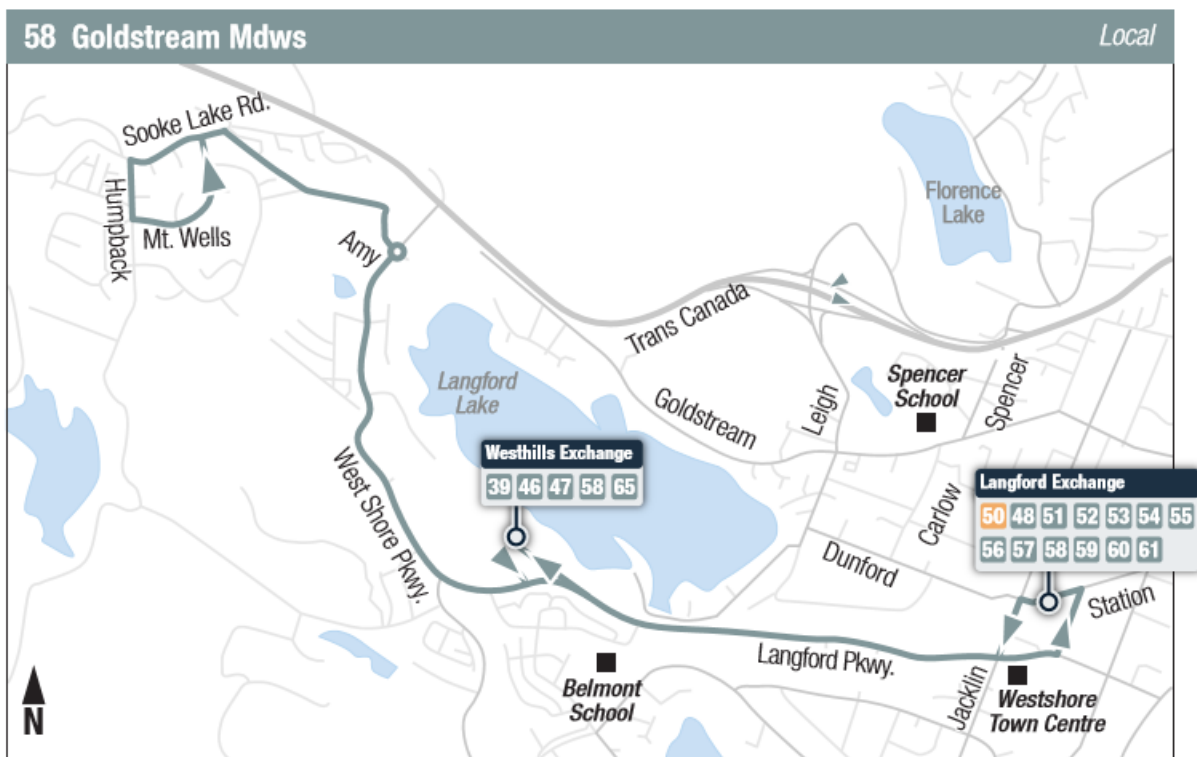 58 Goldstream Mdws
Local
Sooke Lake Rd.
Humpback
Mt. Wells
Amy
Florence
Lake
Trans Canada
Langford
Lake
Goldstream
Leigh
Spencer
School
Spencer
Westhills Exchange
39 46 47 58 65
West Shore Pkwy.
Carlow
Langford Exchange
50 48 51 52 53 54 55
56 57 58 59 60 61
Dunford
Station
Langford Pkwy.
Jacklin
Belmont
School
Westshore
Town Centre
N